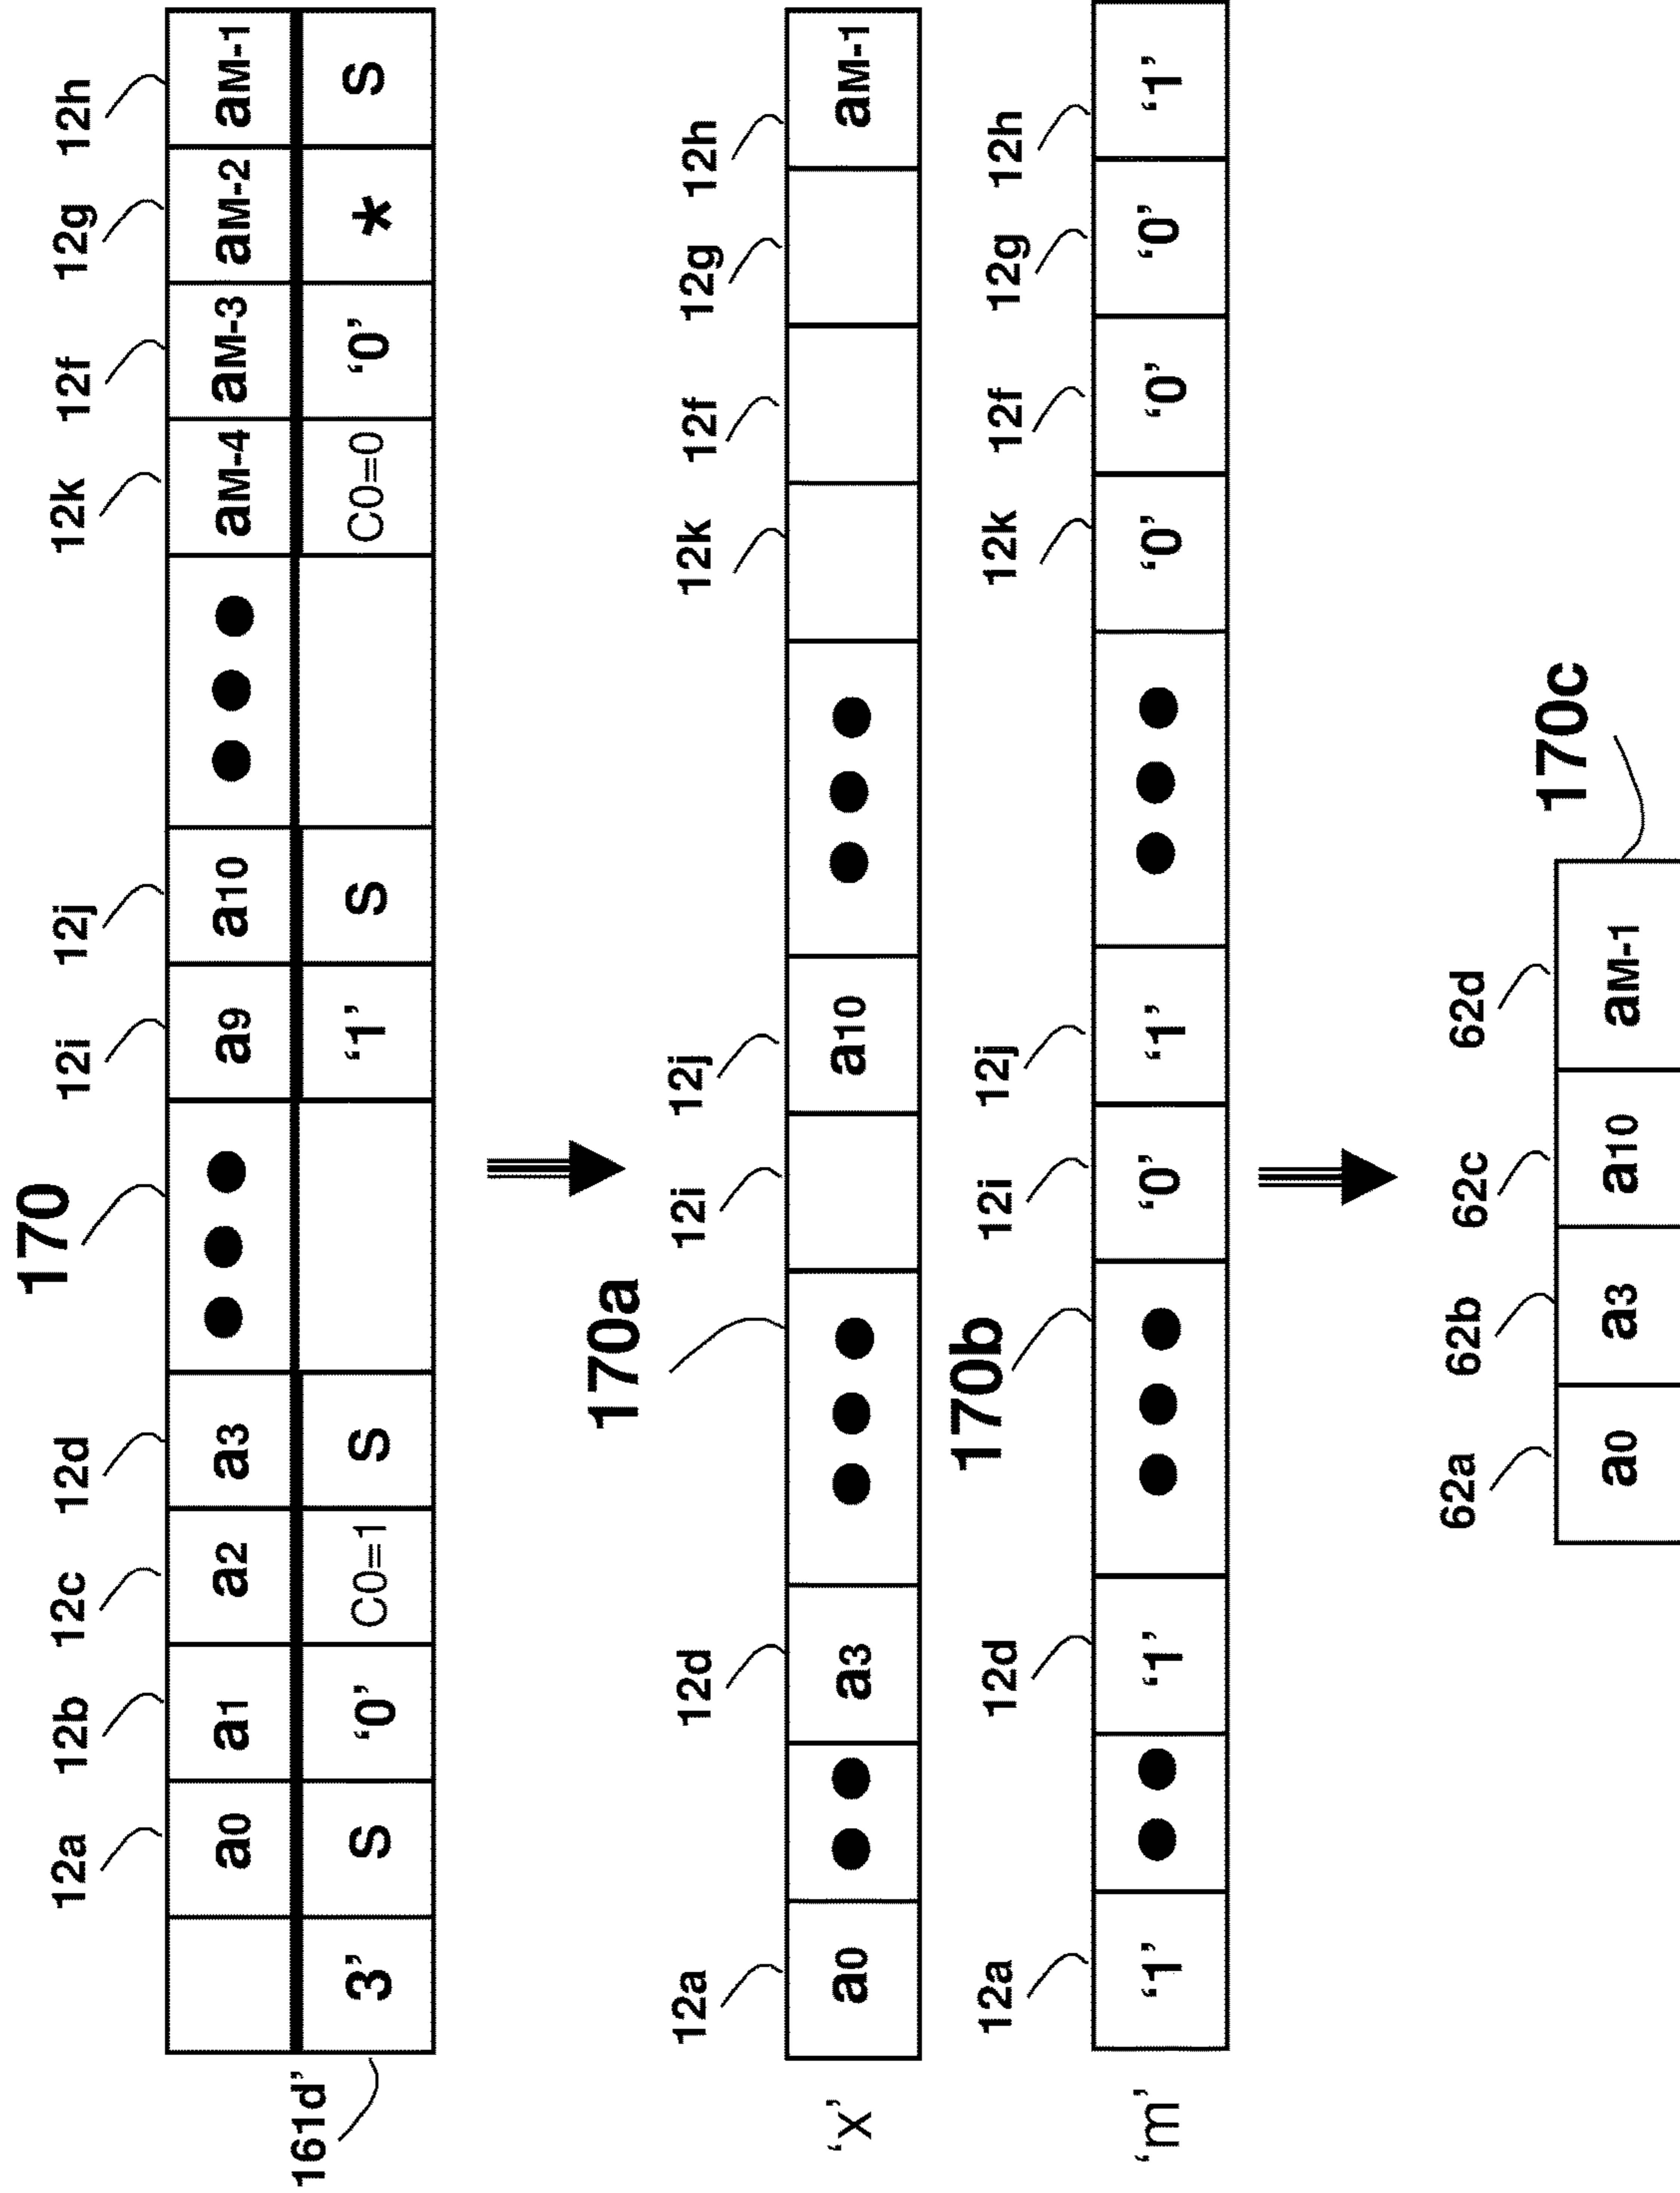 170
12a 12b 12c 12d 12i 12j 12k 12f 12g 12h
a0 a1 a2 a3 a9 a10 aM-4 aM-3 aM-2 aM-1
161d’ 3’ S ‘0’ C0=1 S ‘1’ S C0=0 ‘0’ * S
170a
12a 12d 12i 12j 12k 12f 12g 12h
‘x’ a0 a3 a10 aM-1
170b
12a 12d 12i 12j 12k 12f 12g 12h
‘m’ ‘1’ ‘1’ ‘0’ ‘1’ ‘0’ ‘0’ ‘0’ ‘1’
62a 62b 62c 62d 170c
a0 a3 a10 aM-1